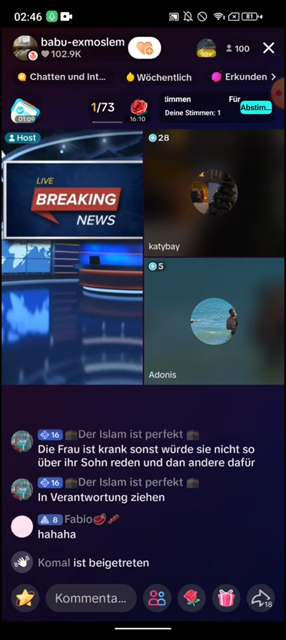 02:46
81
babu-exmoslem
102.9K
100
Chatten und Int...
Wöchentlich
Erkunden
01:09
1/73
16:10
timmen
Für
Deine Stimmen: 1
Abstim...
Host
LIVE
BREAKING
NEWS
28
katybay
5
Adonis
16 Der Islam ist perfekt
Die Frau ist krank sonst würde sie nicht so
über ihr Sohn reden und dan andere dafür
16 Der Islam ist perfekt
In Verantwortung ziehen
8 Fabio
hahaha
Komal ist beigetreten
Kommenta...
18